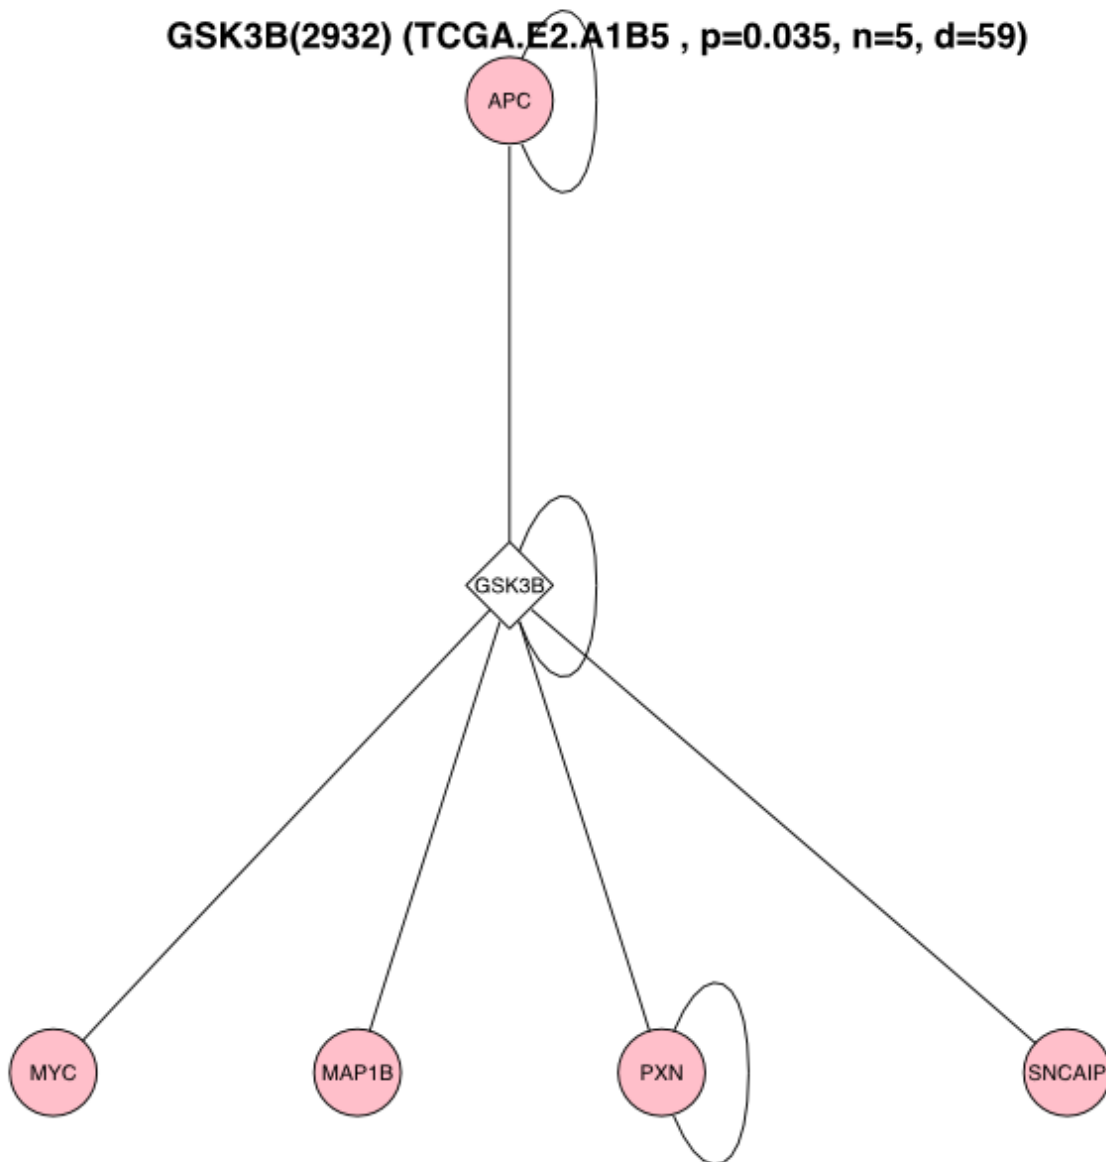 GSK3B(2932) (TCGA.E2.A1B5 , p=0.035, n=5, d=59)
APC
GSK3B
MYC
MAP1B
PXN
SNCAIP